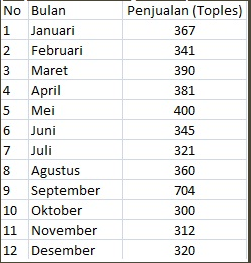 No Bulan Penjualan (Toples)
1 Januari 367
2 Februari 341
3 Maret 390
4 April 381
5 Mei 400
6 Juni 345
7 Juli 321
8 Agustus 360
9 September 704
10 Oktober 300
11 November 312
12 Desember 320